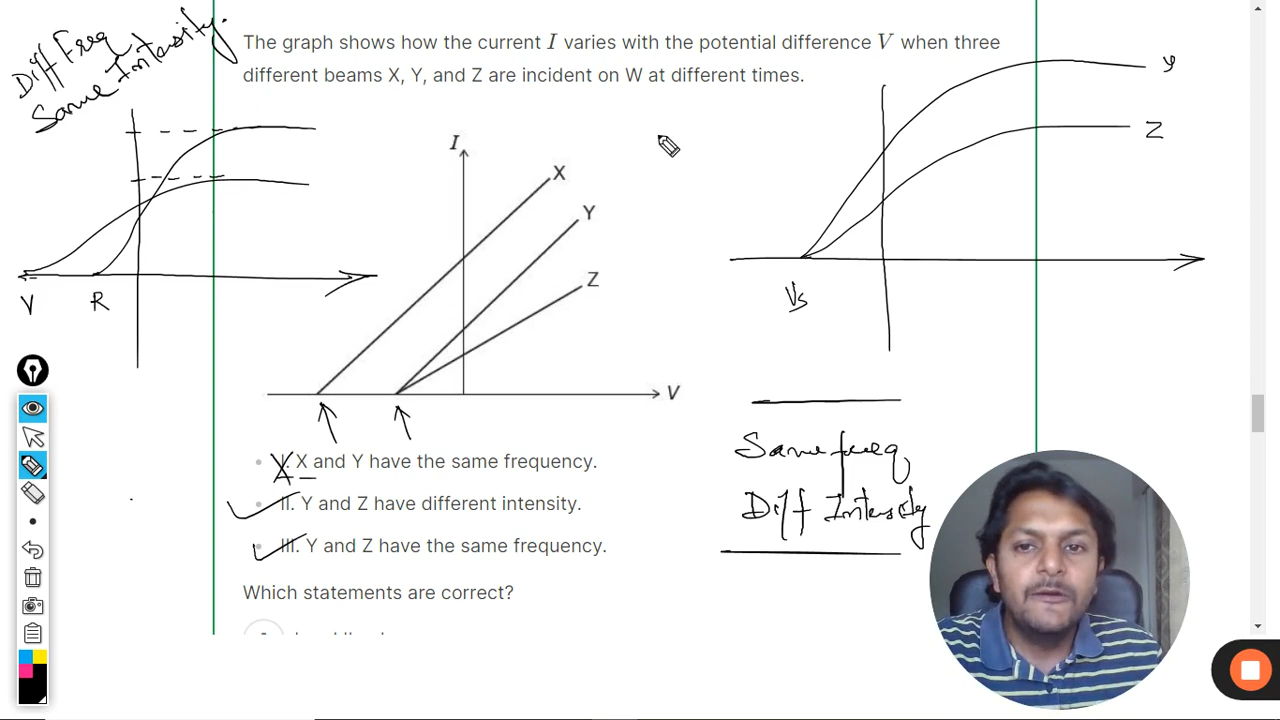 Diff Freq
Same Intensity.
The graph shows how the current I varies with the potential difference V when three
different beams X, Y, and Z are incident on W at different times.
y
Z
I
X
Y
Z
V
V R
Vs
Same freq
Diff Intensity
I. X and Y have the same frequency.
II. Y and Z have different intensity.
III. Y and Z have the same frequency.
Which statements are correct?